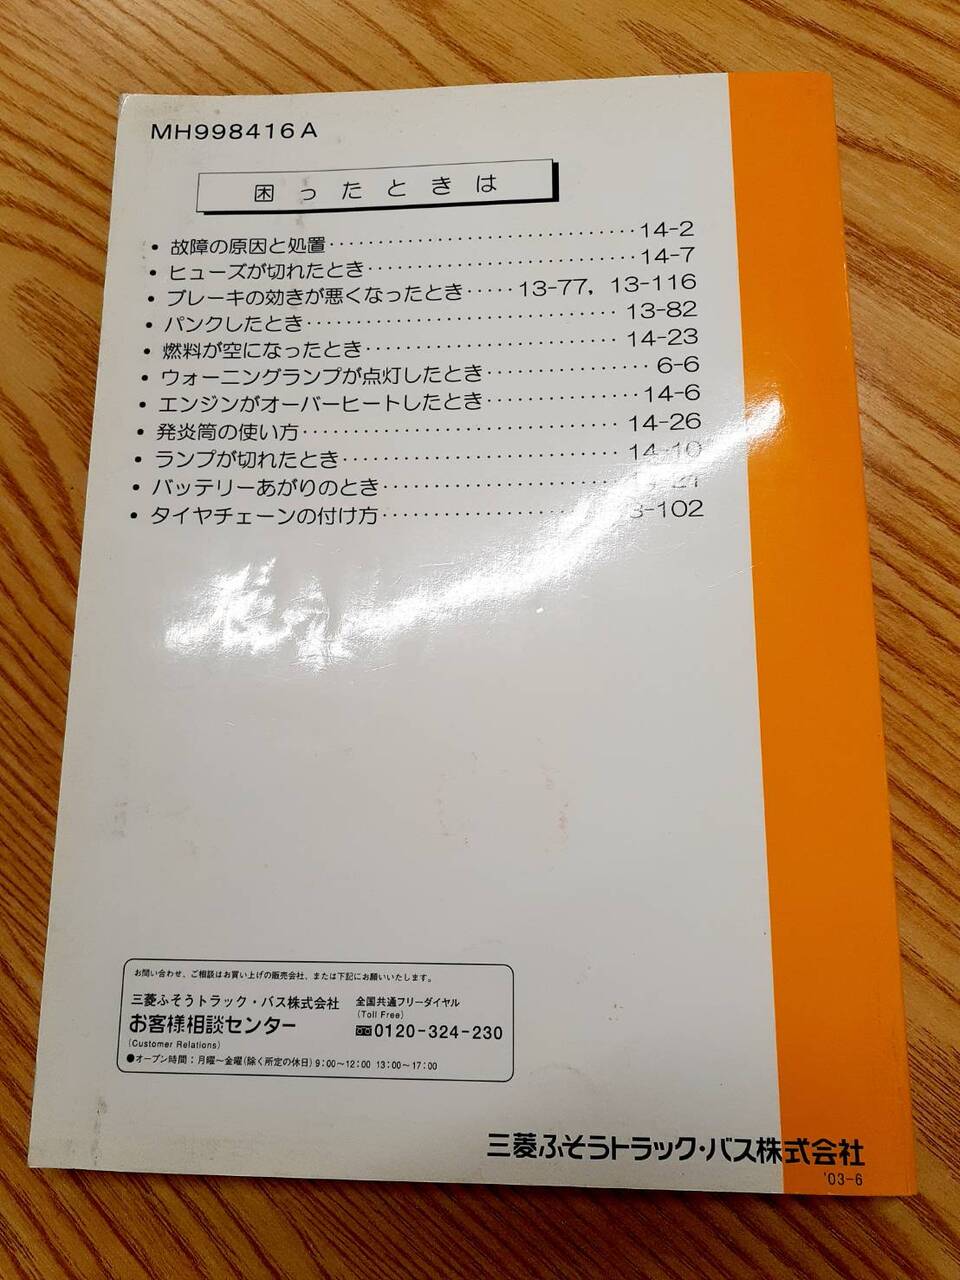 MH998416A
困ったときは
• 故障の原因と処置‥‥‥‥‥‥‥‥‥‥‥‥14-2
• ヒューズが切れたとき‥‥‥‥‥‥‥‥‥‥‥14-7
• ブレーキの効きが悪くなったとき‥‥‥13-77, 13-116
• パンクしたとき‥‥‥‥‥‥‥‥‥‥‥‥13-82
• 燃料が空になったとき‥‥‥‥‥‥‥‥‥‥14-23
• ウォーニングランプが点灯したとき‥‥‥‥‥‥6-6
• エンジンがオーバーヒートしたとき‥‥‥‥‥‥14-6
• 発炎筒の使い方‥‥‥‥‥‥‥‥‥‥‥‥14-26
• ランプが切れたとき‥‥‥‥‥‥‥‥‥‥‥14-10
• バッテリーあがりのとき‥‥‥‥‥‥‥‥‥
• タイヤチェーンの付け方‥‥‥‥‥‥‥‥3-102
お問い合わせ、ご相談はお買い上げの販売会社、または下記にお願いいたします。
三菱ふそうトラック・バス株式会社 全国共通フリーダイヤル
(Toll Free)
お客様相談センター 0120-324-230
(Customer Relations)
●オープン時間：月曜〜金曜(除く所定の休日) 9:00〜12:00 13:00〜17:00
三菱ふそうトラック・バス株式会社
'03-6